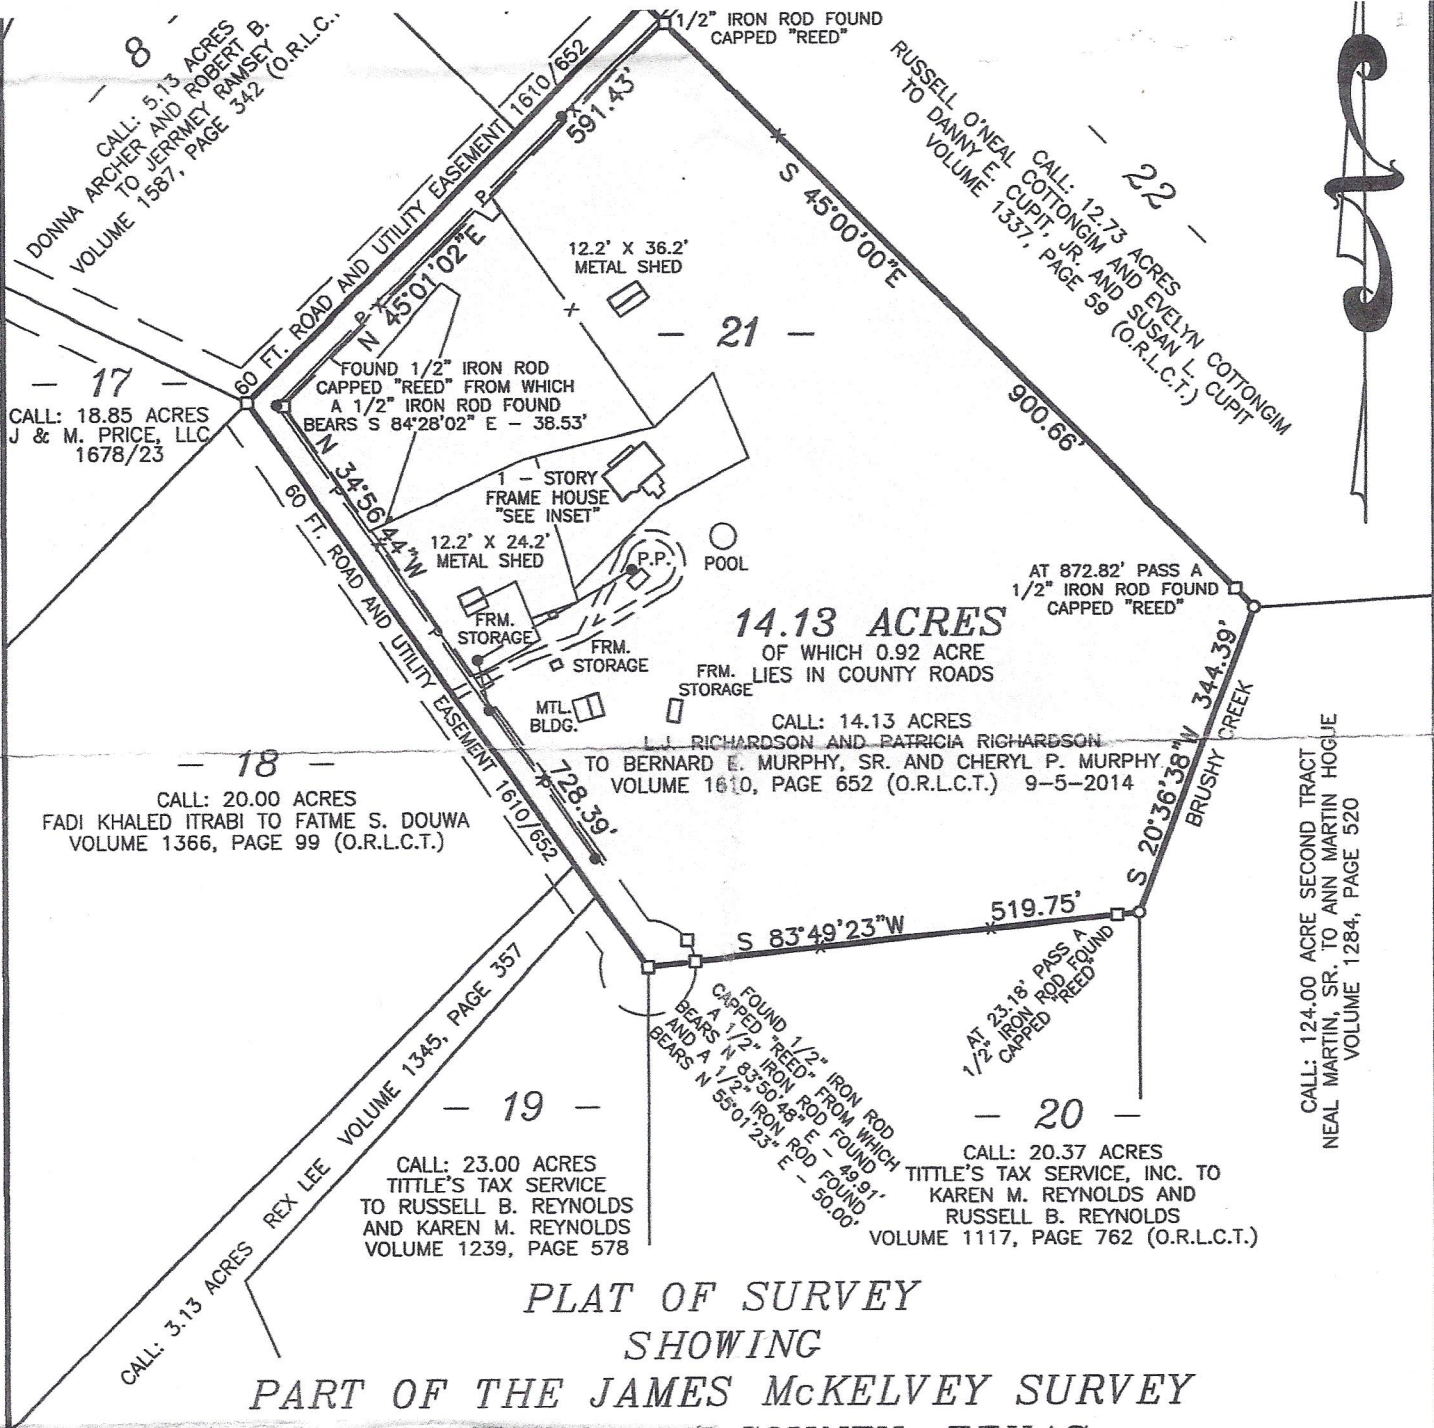 - 8 -
CALL: 5.13 ACRES
DONNA ARCHER AND ROBERT B.
TO JERRMEY RAMSEY
VOLUME 1587, PAGE 342 (O.R.L.C.T.
60 FT. ROAD AND UTILITY EASEMENT 1610/652
1/2" IRON ROD FOUND
CAPPED "REED"
591.43'
N 45°01'02"E
S 45°00'00"E
900.66'
- 22 -
CALL: 12.73 ACRES
RUSSELL O'NEAL COTTONGIM AND EVELYN COTTONGIM
TO DANNY E. CUPIT, JR. AND SUSAN L. CUPIT
VOLUME 1337, PAGE 59 (O.R.L.C.T.)
12.2' X 36.2'
METAL SHED
- 21 -
- 17 -
CALL: 18.85 ACRES
J & M. PRICE, LLC
1678/23
FOUND 1/2" IRON ROD
CAPPED "REED" FROM WHICH
A 1/2" IRON ROD FOUND
BEARS S 84°28'02" E - 38.53'
N 34°56'44"W
728.39'
60 FT. ROAD AND UTILITY EASEMENT 1610/652
1 - STORY
FRAME HOUSE
"SEE INSET"
12.2' X 24.2'
METAL SHED
P.P.
POOL
FRM.
STORAGE
FRM.
STORAGE
FRM.
STORAGE
MTL.
BLDG.
AT 872.82' PASS A
1/2" IRON ROD FOUND
CAPPED "REED"
14.13 ACRES
OF WHICH 0.92 ACRE
LIES IN COUNTY ROADS
CALL: 14.13 ACRES
L.J. RICHARDSON AND PATRICIA RICHARDSON
TO BERNARD E. MURPHY, SR. AND CHERYL P. MURPHY
VOLUME 1610, PAGE 652 (O.R.L.C.T.) 9-5-2014
S 20°36'38"W 344.39'
BRUSHY CREEK
CALL: 124.00 ACRE SECOND TRACT
NEAL MARTIN, SR. TO ANN MARTIN HOGUE
VOLUME 1284, PAGE 520
- 18 -
CALL: 20.00 ACRES
FADI KHALED ITRABI TO FATME S. DOUWA
VOLUME 1366, PAGE 99 (O.R.L.C.T.)
S 83°49'23"W 519.75'
AT 23.18' PASS A
1/2" IRON ROD FOUND
CAPPED "REED"
FOUND 1/2" IRON ROD
CAPPED "REED" FROM WHICH
A 1/2" IRON ROD FOUND
BEARS N 83°50'48" E - 49.91'
AND A 1/2" IRON ROD FOUND
BEARS N 55°01'23" E - 50.00'
CALL: 3.13 ACRES REX LEE VOLUME 1345, PAGE 357
- 19 -
CALL: 23.00 ACRES
TITTLE'S TAX SERVICE
TO RUSSELL B. REYNOLDS
AND KAREN M. REYNOLDS
VOLUME 1239, PAGE 578
- 20 -
CALL: 20.37 ACRES
TITTLE'S TAX SERVICE, INC. TO
KAREN M. REYNOLDS AND
RUSSELL B. REYNOLDS
VOLUME 1117, PAGE 762 (O.R.L.C.T.)
PLAT OF SURVEY
SHOWING
PART OF THE JAMES McKELVEY SURVEY
COUNTY, TEXAS